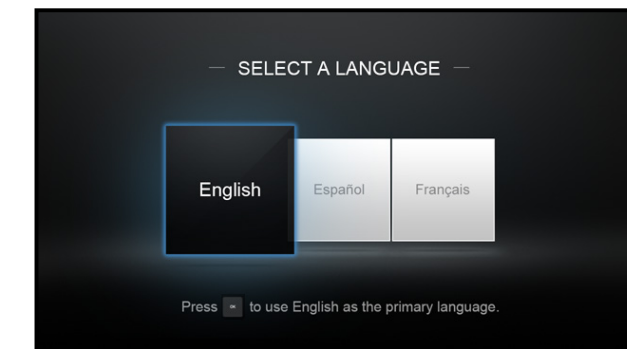 — SELECT A LANGUAGE —
English Español Français
Press to use English as the primary language.